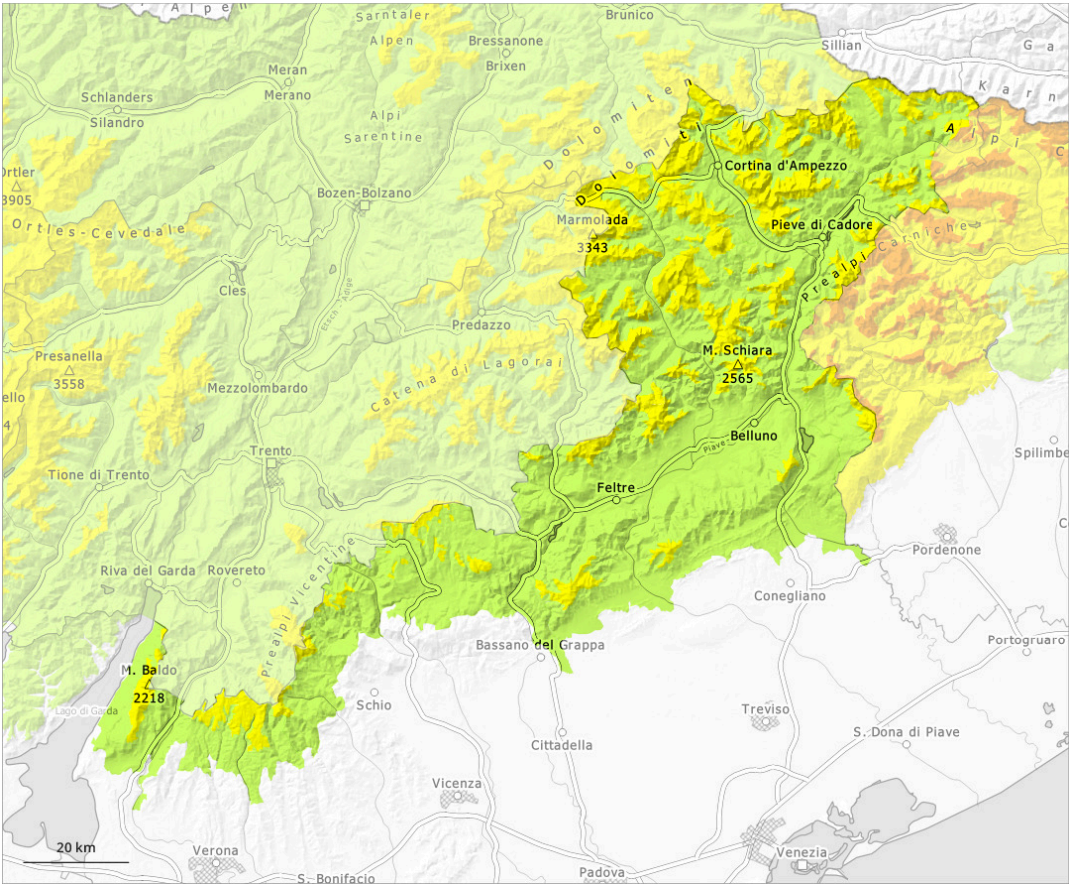 A l p e n
Sarntaler
Alpen
Brunico
Bressanone
Brixen
Sillian
G a
K a r n
Meran
Merano
Schlanders
Silandro
Alpi
Sarentine
Dolomiten
Dolomiti
A l p i C
Cortina d'Ampezzo
Ortler
3905
Bozen-Bolzano
Ortles-Cevedale
Marmolada
3343
Pieve di Cadore
Prealpi Carniche
Cles
Etsch - Adige
Predazzo
Presanella
3558
ello
4
M. Schiara
2565
Catena di Lagorai
Mezzolombardo
Belluno
Piave
Trento
Tione di Trento
Spilimbe
Feltre
C
Pordenone
Prealpi Vicentine
Riva del Garda
Rovereto
Conegliano
Bassano del Grappa
Portogruaro
M. Baldo
2218
Lago di Garda
Schio
Treviso
S. Dona di Piave
Cittadella
Vicenza
20 km
Verona
S. Bonifacio
Padova
Venezia